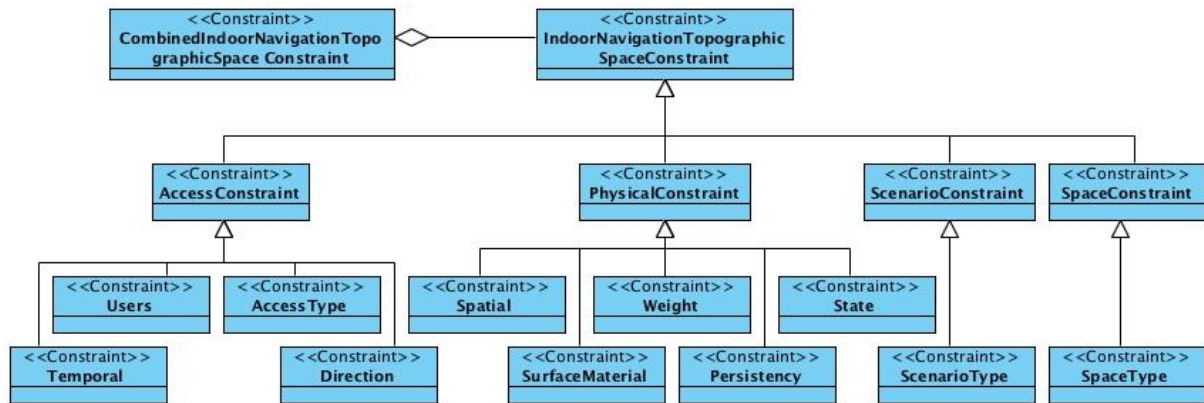 <<Constraint>>
CombinedIndoorNavigationTopo
graphicSpace Constraint
<<Constraint>>
IndoorNavigationTopographic
SpaceConstraint
<<Constraint>>
AccessConstraint
<<Constraint>>
PhysicalConstraint
<<Constraint>>
ScenarioConstraint
<<Constraint>>
SpaceConstraint
<<Constraint>>
Users
<<Constraint>>
AccessType
<<Constraint>>
Spatial
<<Constraint>>
Weight
<<Constraint>>
State
<<Constraint>>
Temporal
<<Constraint>>
Direction
<<Constraint>>
SurfaceMaterial
<<Constraint>>
Persistency
<<Constraint>>
ScenarioType
<<Constraint>>
SpaceType